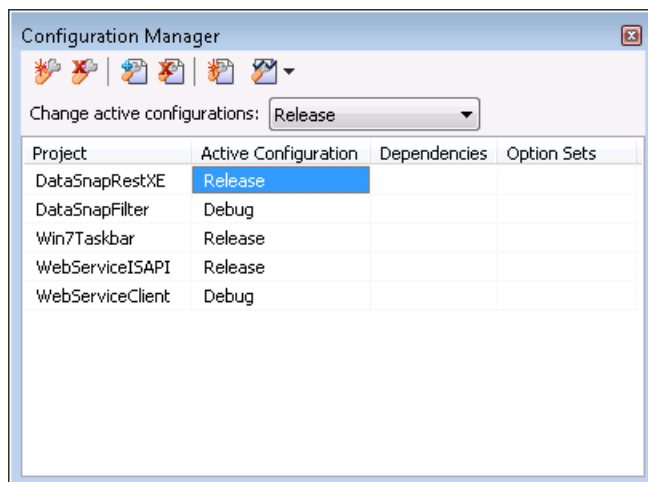 Configuration Manager
Change active configurations: Release
Project Active Configuration Dependencies Option Sets
DataSnapRestXE Release
DataSnapFilter Debug
Win7Taskbar Release
WebServiceISAPI Release
WebServiceClient Debug